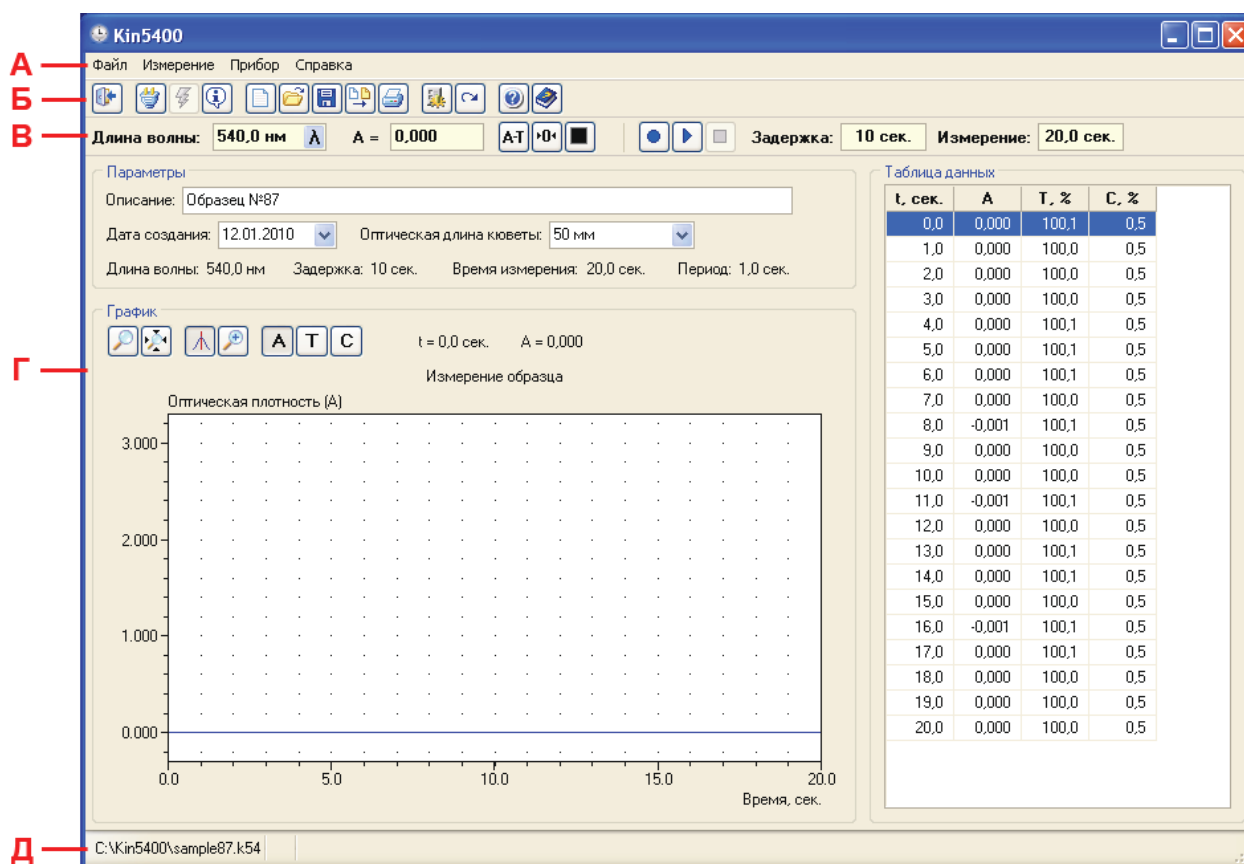 Kin5400
А
Файл Измерение Прибор Справка
Б
В
Длина волны: 540,0 нм λ A = 0,000 A-T ›0‹ Задержка: 10 сек. Измерение: 20,0 сек.
Параметры
Описание: Образец №87
Дата создания: 12.01.2010 Оптическая длина кюветы: 50 мм
Длина волны: 540,0 нм Задержка: 10 сек. Время измерения: 20,0 сек. Период: 1,0 сек.
Г
График
A T C t = 0,0 сек. A = 0,000
Измерение образца
Оптическая плотность (А)
3.000
2.000
1.000
0.000
0.0 5.0 10.0 15.0 20.0
Время, сек.
Таблица данных
t, сек. A T, % C, %
0,0 0,000 100,1 0,5
1,0 0,000 100,0 0,5
2,0 0,000 100,0 0,5
3,0 0,000 100,0 0,5
4,0 0,000 100,1 0,5
5,0 0,000 100,1 0,5
6,0 0,000 100,1 0,5
7,0 0,000 100,0 0,5
8,0 -0,001 100,1 0,5
9,0 0,000 100,0 0,5
10,0 0,000 100,0 0,5
11,0 -0,001 100,1 0,5
12,0 0,000 100,0 0,5
13,0 0,000 100,1 0,5
14,0 0,000 100,1 0,5
15,0 0,000 100,0 0,5
16,0 -0,001 100,1 0,5
17,0 0,000 100,1 0,5
18,0 0,000 100,0 0,5
19,0 0,000 100,0 0,5
20,0 0,000 100,0 0,5
Д
C:\Kin5400\sample87.k54